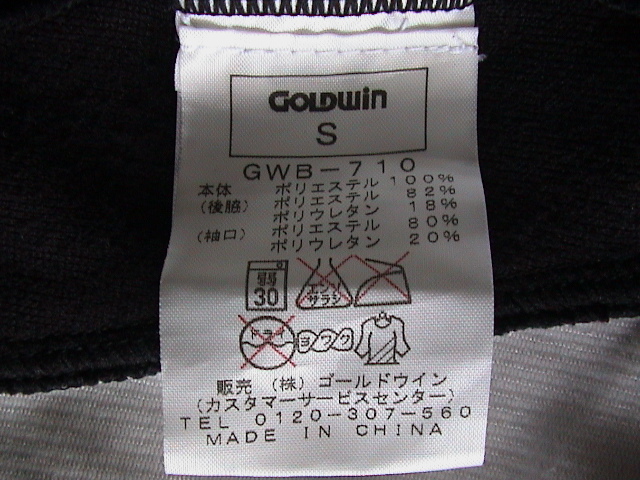 GOLDWIN
S
GWB-710
本体 ポリエステル 100%
(後脇) ポリエステル 82%
ポリウレタン 18%
(袖口) ポリエステル 80%
ポリウレタン 20%
弱 30 エンソ サラシ
ドライ ヨワク
販売 (株) ゴールドウイン
(カスタマーサービスセンター)
TEL 0120-307-560
MADE IN CHINA